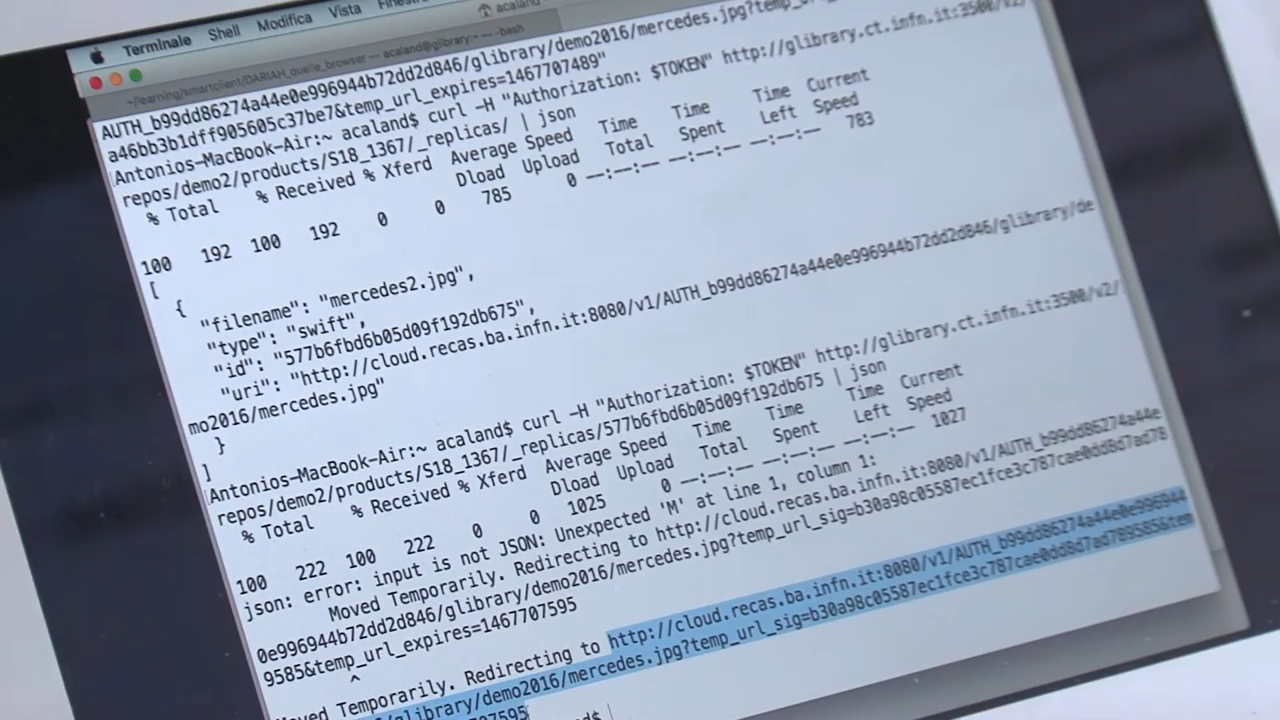 Terminale Shell Modifica Vista
~/learning/smartclient/DARIAH_quelle_browser — acaland@glibrary:~ — -bash
AUTH_b99dd86274a44e0e996944b72dd2d846/glibrary/demo2016/mercedes.jpg?temp_url_
a46bb3b1dff905605c37be7&temp_url_expires=1467707489"
Antonios-MacBook-Air:~ acaland$ curl -H "Authorization: $TOKEN" http://glibrary.ct.infn.it:3500/v2/
repos/demo2/products/S18_1367/_replicas/ | json
% Total % Received % Xferd Average Speed Time Time Time Current
Dload Upload Total Spent Left Speed
100 192 100 192 0 0 785 0 --:--:-- --:--:-- --:--:-- 783
[
{
"filename": "mercedes2.jpg",
"type": "swift",
"id": "577b6fbd6b05d09f192db675",
"uri": "http://cloud.recas.ba.infn.it:8080/v1/AUTH_b99dd86274a44e0e996944b72dd2d846/glibrary/de
mo2016/mercedes.jpg"
}
]
Antonios-MacBook-Air:~ acaland$ curl -H "Authorization: $TOKEN" http://glibrary.ct.infn.it:3500/v2/
repos/demo2/products/S18_1367/_replicas/577b6fbd6b05d09f192db675 | json
% Total % Received % Xferd Average Speed Time Time Time Current
Dload Upload Total Spent Left Speed
100 222 100 222 0 0 1025 0 --:--:-- --:--:-- --:--:-- 1027
json: error: input is not JSON: Unexpected 'M' at line 1, column 1:
Moved Temporarily. Redirecting to http://cloud.recas.ba.infn.it:8080/v1/AUTH_b99dd86274a44e
0e996944b72dd2d846/glibrary/demo2016/mercedes.jpg?temp_url_sig=b30a98c05587ec1fce3c787cae0dd8d7ad78
9585&temp_url_expires=1467707595
^
Moved Temporarily. Redirecting to http://cloud.recas.ba.infn.it:8080/v1/AUTH_b99dd86274a44e0e996944
/glibrary/demo2016/mercedes.jpg?temp_url_sig=b30a98c05587ec1fce3c787cae0dd8d7ad789585&tem